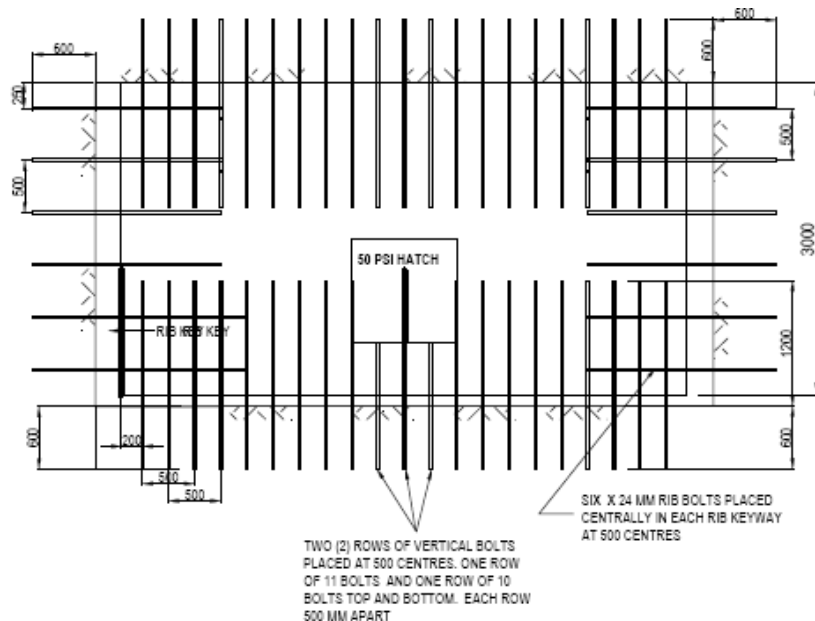 600
600
600
250
500
500
3000
50 PSI HATCH
RIB KEY
1200
600
200
500
500
600
SIX X 24 MM RIB BOLTS PLACED
CENTRALLY IN EACH RIB KEYWAY
AT 500 CENTRES
TWO (2) ROWS OF VERTICAL BOLTS
PLACED AT 500 CENTRES. ONE ROW
OF 11 BOLTS AND ONE ROW OF 10
BOLTS TOP AND BOTTOM. EACH ROW
500 MM APART